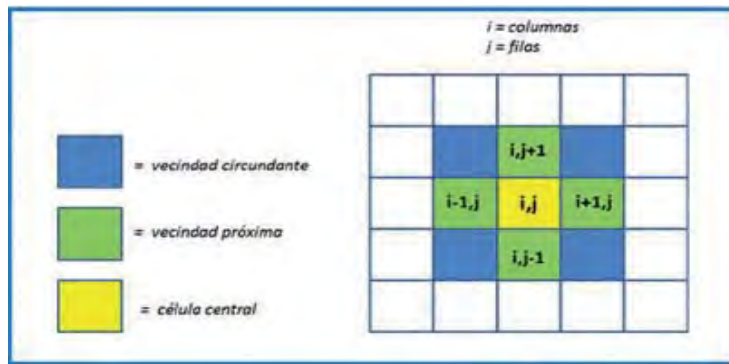 i = columnas
j = filas
= vecindad circundante
= vecindad próxima
= célula central
i,j+1
i-1,j i,j i+1,j
i,j-1